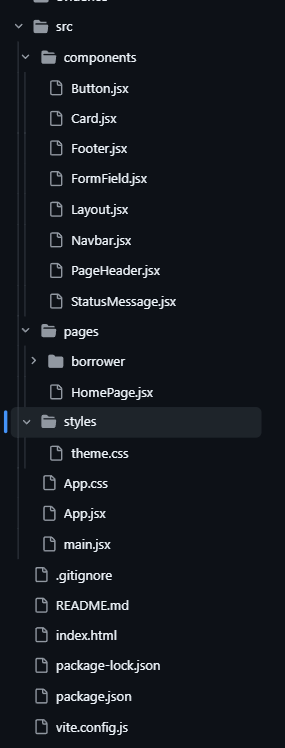 src
components
Button.jsx
Card.jsx
Footer.jsx
FormField.jsx
Layout.jsx
Navbar.jsx
PageHeader.jsx
StatusMessage.jsx
pages
borrower
HomePage.jsx
styles
theme.css
App.css
App.jsx
main.jsx
.gitignore
README.md
index.html
package-lock.json
package.json
vite.config.js